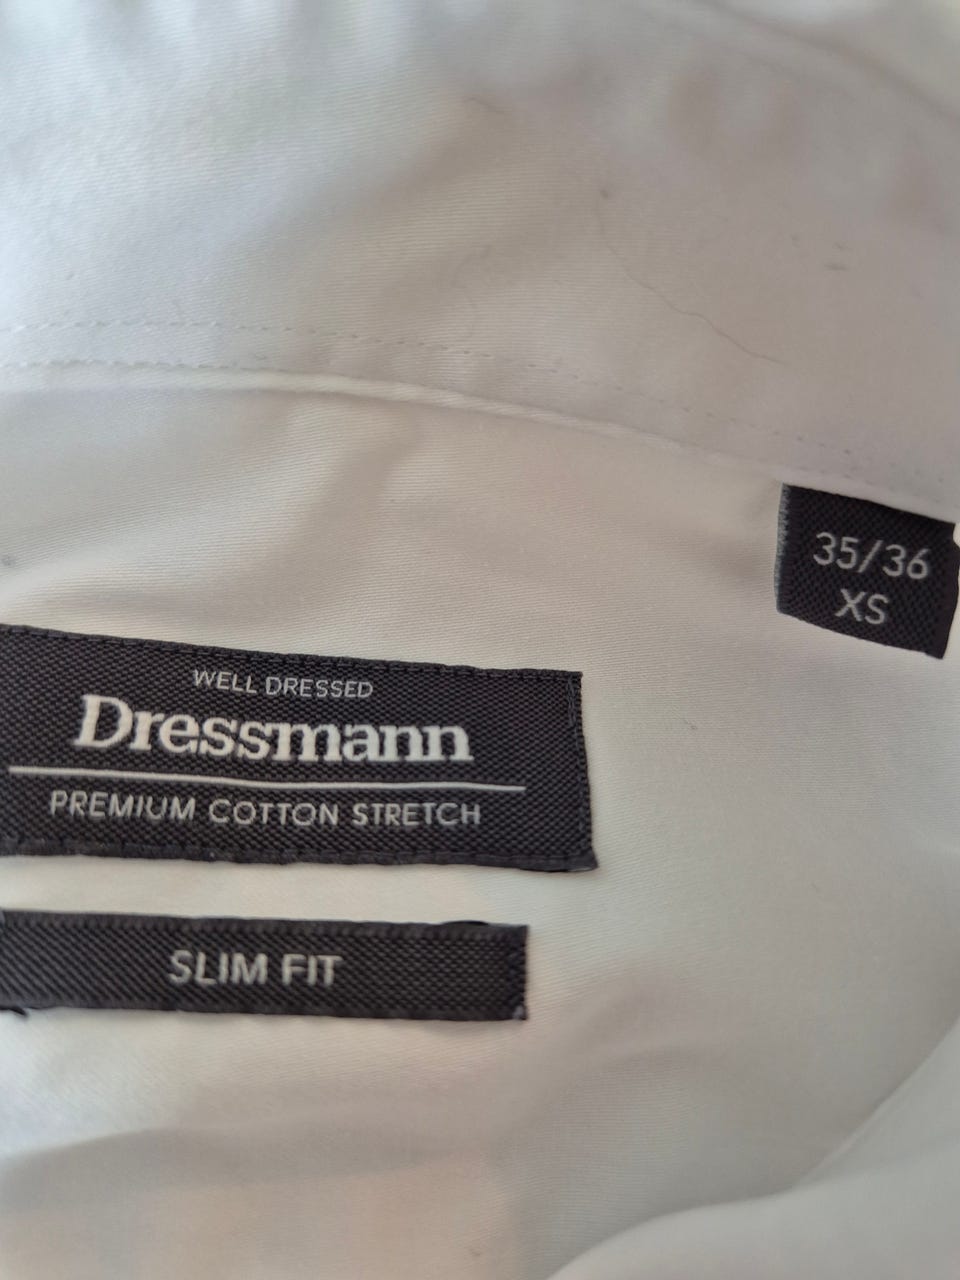 35/36
XS
WELL DRESSED
Dressmann
PREMIUM COTTON STRETCH
SLIM FIT